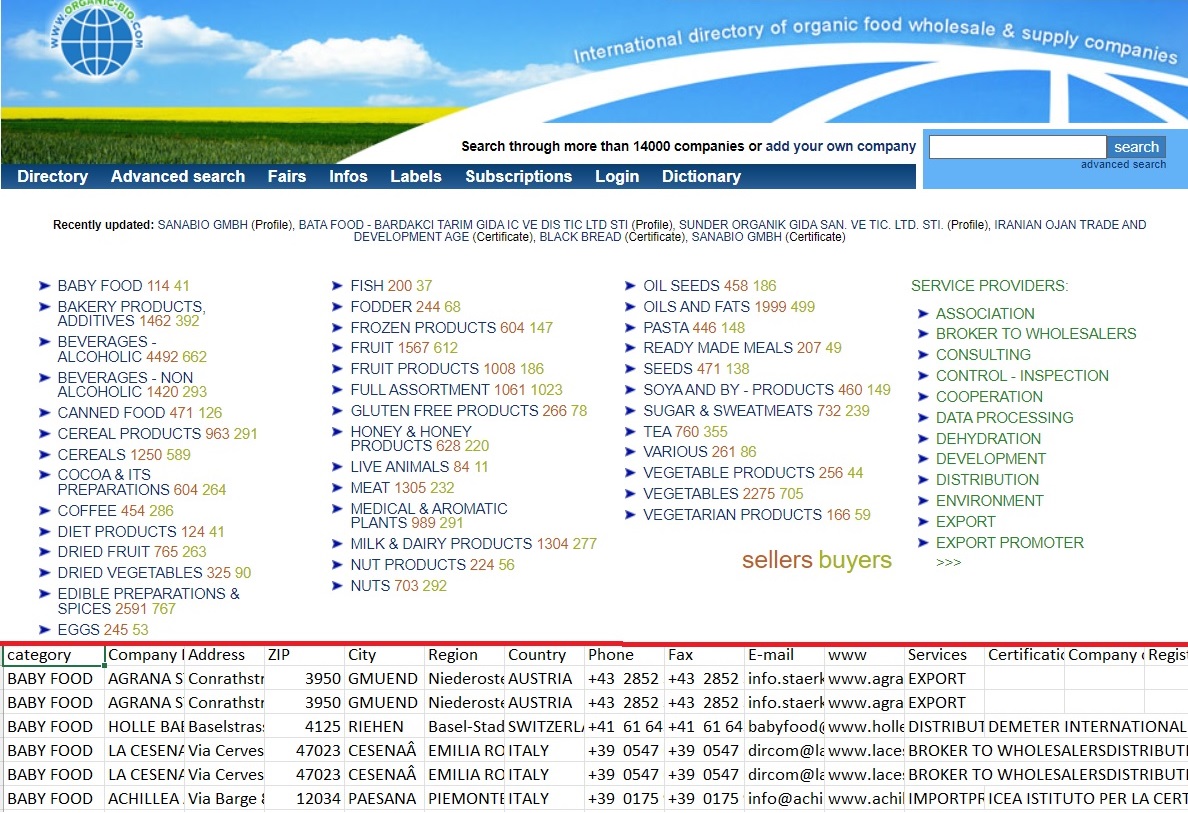 WWW.ORGANIC-BIO.COM
International directory of organic food wholesale & supply companies
Search through more than 14000 companies or add your own company
search
advanced search
Directory Advanced search Fairs Infos Labels Subscriptions Login Dictionary
Recently updated: SANABIO GMBH (Profile), BATA FOOD - BARDAKCI TARIM GIDA IC VE DIS TIC LTD STI (Profile), SUNDER ORGANIK GIDA SAN. VE TIC. LTD. STI. (Profile), IRANIAN OJAN TRADE AND
DEVELOPMENT AGE (Certificate), BLACK BREAD (Certificate), SANABIO GMBH (Certificate)
BABY FOOD 114 41
BAKERY PRODUCTS,
ADDITIVES 1462 392
BEVERAGES -
ALCOHOLIC 4492 662
BEVERAGES - NON
ALCOHOLIC 1420 293
CANNED FOOD 471 126
CEREAL PRODUCTS 963 291
CEREALS 1250 589
COCOA & ITS
PREPARATIONS 604 264
COFFEE 454 286
DIET PRODUCTS 124 41
DRIED FRUIT 765 263
DRIED VEGETABLES 325 90
EDIBLE PREPARATIONS &
SPICES 2591 767
EGGS 245 53
FISH 200 37
FODDER 244 68
FROZEN PRODUCTS 604 147
FRUIT 1567 612
FRUIT PRODUCTS 1008 186
FULL ASSORTMENT 1061 1023
GLUTEN FREE PRODUCTS 266 78
HONEY & HONEY
PRODUCTS 628 220
LIVE ANIMALS 84 11
MEAT 1305 232
MEDICAL & AROMATIC
PLANTS 989 291
MILK & DAIRY PRODUCTS 1304 277
NUT PRODUCTS 224 56
NUTS 703 292
OIL SEEDS 458 186
OILS AND FATS 1999 499
PASTA 446 148
READY MADE MEALS 207 49
SEEDS 471 138
SOYA AND BY - PRODUCTS 460 149
SUGAR & SWEATMEATS 732 239
TEA 760 355
VARIOUS 261 86
VEGETABLE PRODUCTS 256 44
VEGETABLES 2275 705
VEGETARIAN PRODUCTS 166 59
sellers buyers
SERVICE PROVIDERS:
ASSOCIATION
BROKER TO WHOLESALERS
CONSULTING
CONTROL - INSPECTION
COOPERATION
DATA PROCESSING
DEHYDRATION
DEVELOPMENT
DISTRIBUTION
ENVIRONMENT
EXPORT
EXPORT PROMOTER
>>>
category Company Address ZIP City Region Country Phone Fax E-mail www Services Certificatio Company Regist
BABY FOOD AGRANA S Conrathstr 3950 GMUEND Niederoste AUSTRIA +43 2852 +43 2852 info.staerk www.agra EXPORT
BABY FOOD AGRANA S Conrathstr 3950 GMUEND Niederoste AUSTRIA +43 2852 +43 2852 info.staerk www.agra EXPORT
BABY FOOD HOLLE BAB Baselstrass 4125 RIEHEN Basel-Stad SWITZERLA +41 61 64 +41 61 64 babyfood@ www.holle DISTRIBUT DEMETER INTERNATIONAL
BABY FOOD LA CESENA Via Cerves 47023 CESENAÂ EMILIA RO ITALY +39 0547 +39 0547 dircom@la www.laces BROKER TO WHOLESALERSDISTRIBUTI
BABY FOOD LA CESENA Via Cerves 47023 CESENAÂ EMILIA RO ITALY +39 0547 +39 0547 dircom@la www.laces BROKER TO WHOLESALERSDISTRIBUTI
BABY FOOD ACHILLEA Via Barge 12034 PAESANA PIEMONTE ITALY +39 0175 +39 0175 info@achi www.achil IMPORTPR ICEA ISTITUTO PER LA CERT